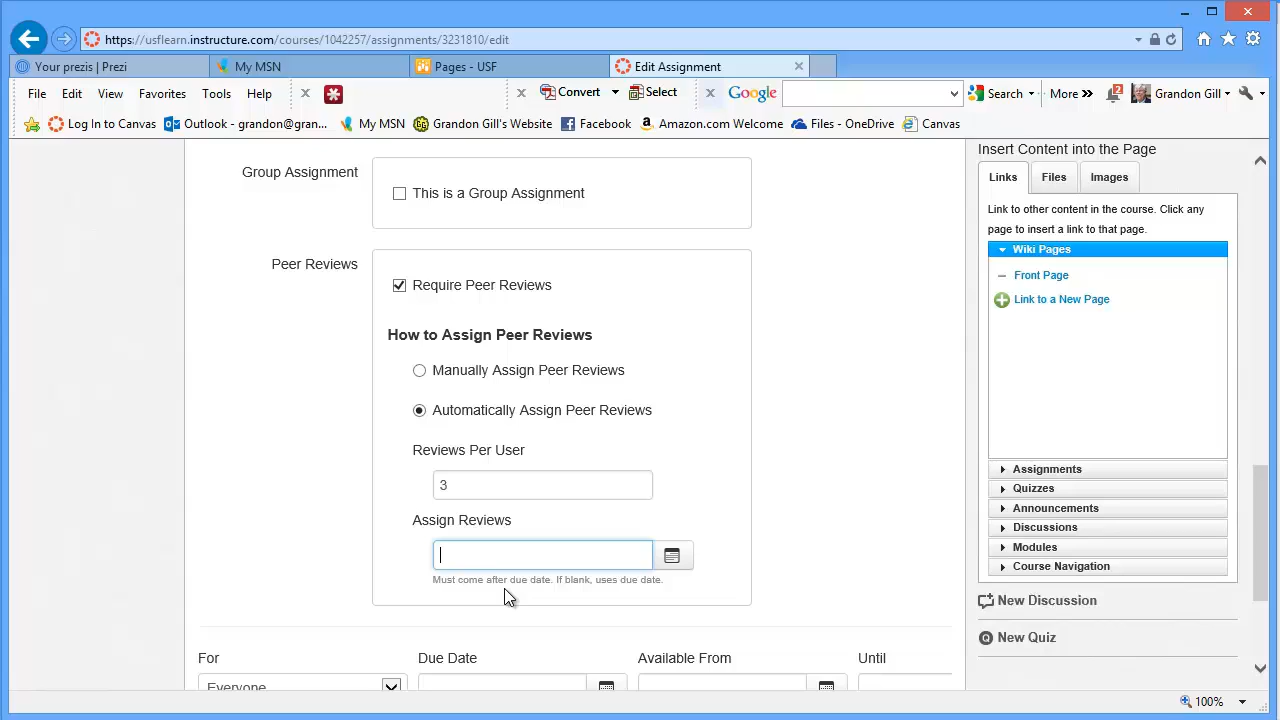 https://usflearn.instructure.com/courses/1042257/assignments/3231810/edit
Your prezis | Prezi
My MSN
Pages - USF
Edit Assignment
File Edit View Favorites Tools Help
Convert
Select
Google
Search
More
2
Grandon Gill
Log In to Canvas
Outlook - grandon@gran...
My MSN
Grandon Gill's Website
Facebook
Amazon.com Welcome
Files - OneDrive
Canvas
Group Assignment
This is a Group Assignment
Peer Reviews
Require Peer Reviews
How to Assign Peer Reviews
Manually Assign Peer Reviews
Automatically Assign Peer Reviews
Reviews Per User
3
Assign Reviews
Must come after due date. If blank, uses due date.
For Due Date Available From Until
Everyone
Insert Content into the Page
Links Files Images
Link to other content in the course. Click any
page to insert a link to that page.
Wiki Pages
Front Page
Link to a New Page
Assignments
Quizzes
Announcements
Discussions
Modules
Course Navigation
New Discussion
New Quiz
100%